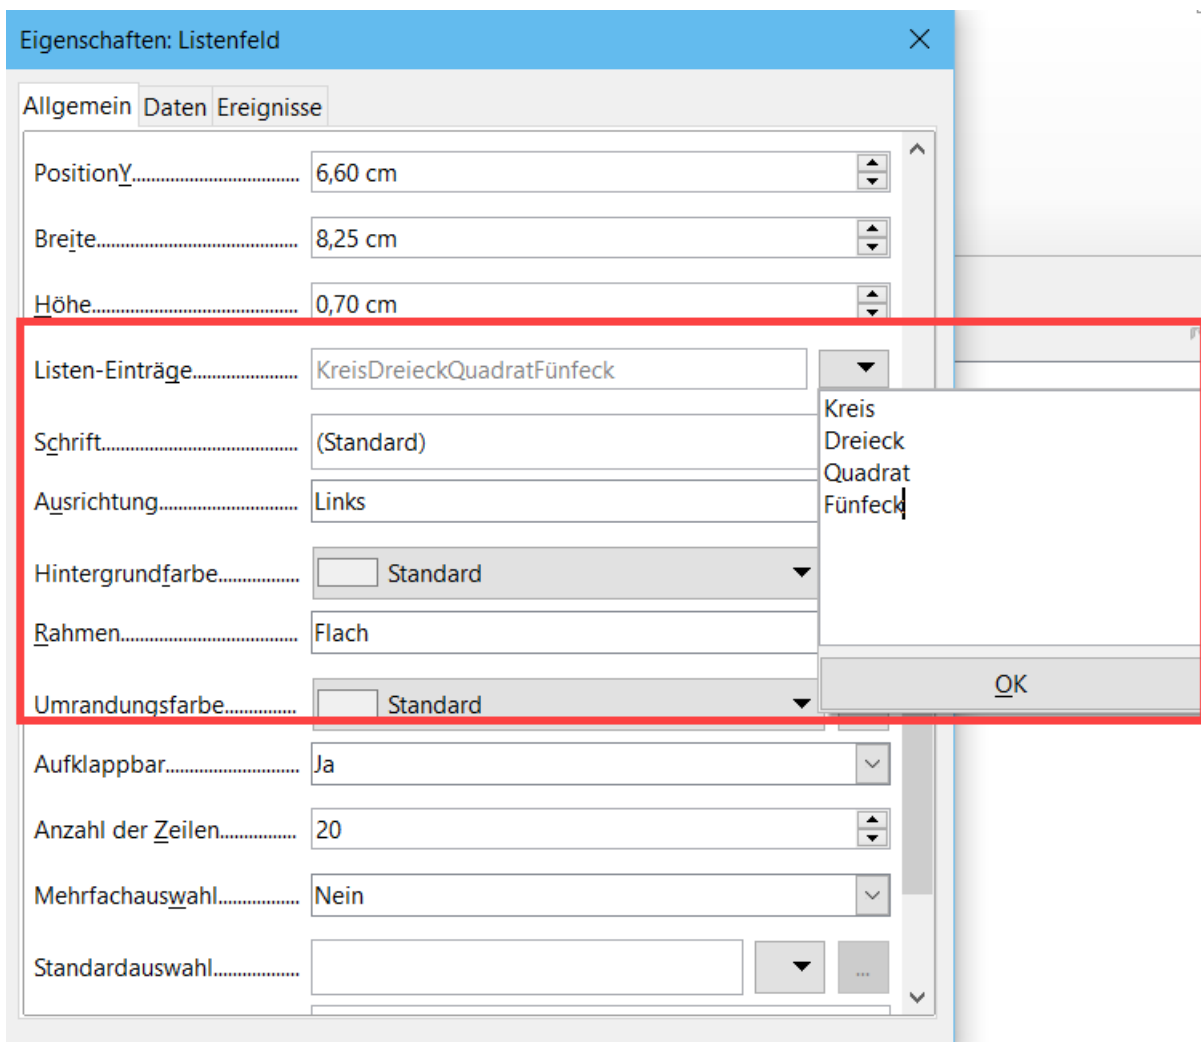 Eigenschaften: Listenfeld
Allgemein Daten Ereignisse
PositionY 6,60 cm
Breite 8,25 cm
Höhe 0,70 cm
Listen-Einträge KreisDreieckQuadratFünfeck
Kreis
Dreieck
Schrift (Standard)
Quadrat
Ausrichtung Links
Fünfeck
Hintergrundfarbe Standard
Rahmen Flach
OK
Umrandungsfarbe Standard
Aufklappbar Ja
Anzahl der Zeilen 20
Mehrfachauswahl Nein
Standardauswahl ...